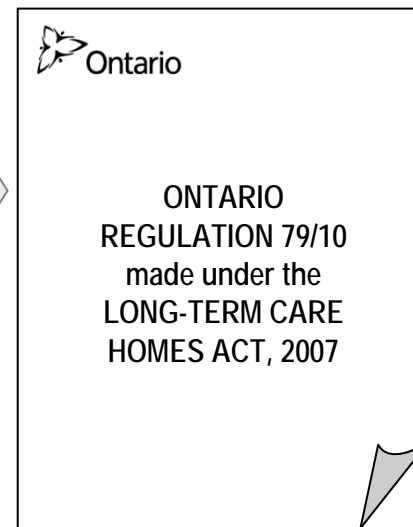 Ontario
ONTARIO
REGULATION 79/10
made under the
LONG-TERM CARE
HOMES ACT, 2007